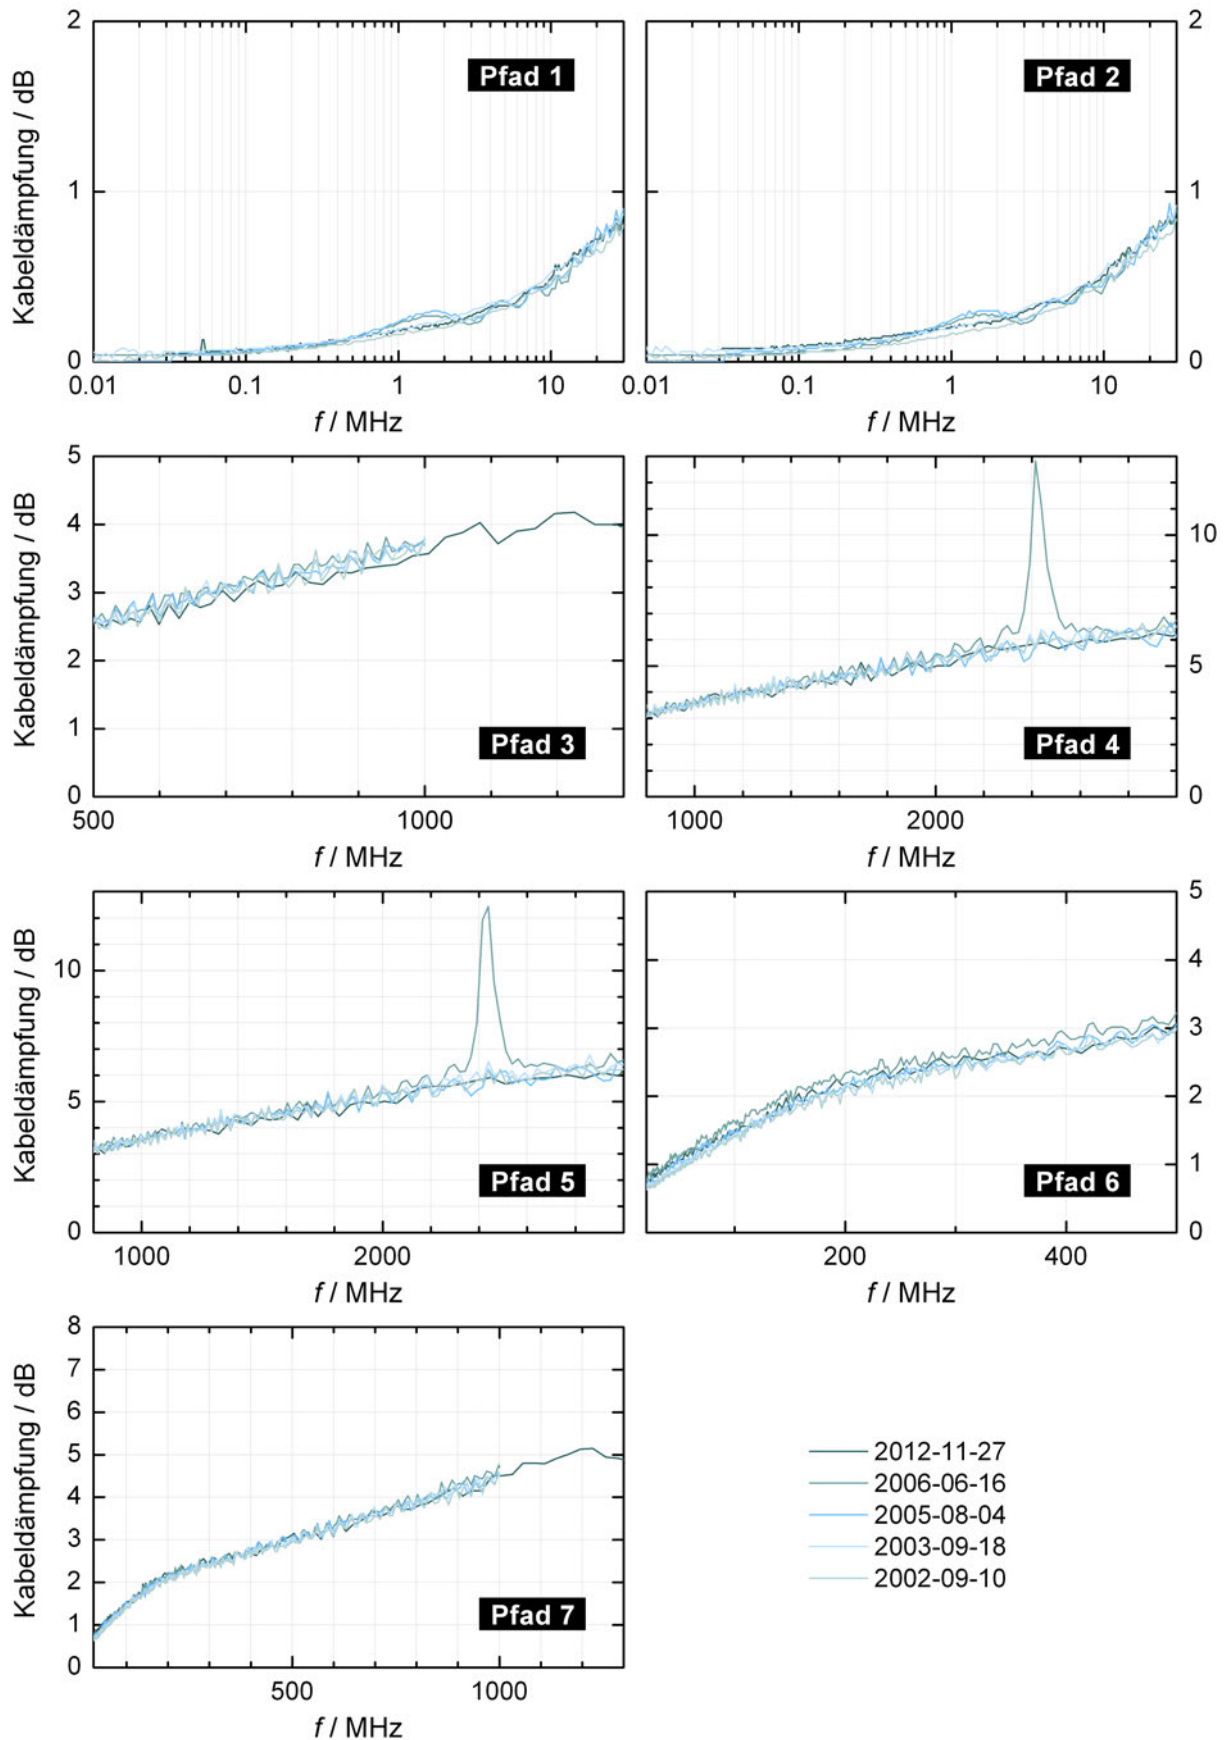 2
2
Pfad 1
Pfad 2
Kabeldämpfung / dB
1
1
0
0
0.01 0.1 1 10
0.01 0.1 1 10
f / MHz
f / MHz
5
Kabeldämpfung / dB
4
3
2
1
0
Pfad 3
500 1000
f / MHz
10
5
0
Pfad 4
1000 2000
f / MHz
Kabeldämpfung / dB
10
5
0
Pfad 5
1000 2000
f / MHz
5
4
3
2
1
0
Pfad 6
200 400
f / MHz
8
7
6
5
4
3
2
1
0
Kabeldämpfung / dB
Pfad 7
500 1000
f / MHz
2012-11-27
2006-06-16
2005-08-04
2003-09-18
2002-09-10